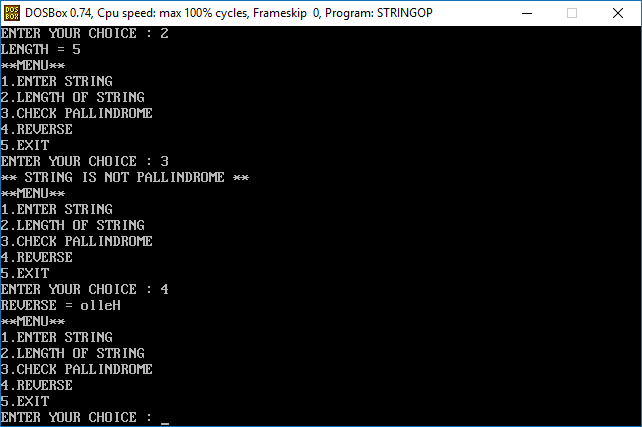 DOS
BOX
DOSBox 0.74, Cpu speed: max 100% cycles, Frameskip 0, Program: STRINGOP
ENTER YOUR CHOICE : 2
LENGTH = 5
**MENU**
1.ENTER STRING
2.LENGTH OF STRING
3.CHECK PALLINDROME
4.REVERSE
5.EXIT
ENTER YOUR CHOICE : 3
** STRING IS NOT PALLINDROME **
**MENU**
1.ENTER STRING
2.LENGTH OF STRING
3.CHECK PALLINDROME
4.REVERSE
5.EXIT
ENTER YOUR CHOICE : 4
REVERSE = olleH
**MENU**
1.ENTER STRING
2.LENGTH OF STRING
3.CHECK PALLINDROME
4.REVERSE
5.EXIT
ENTER YOUR CHOICE : _